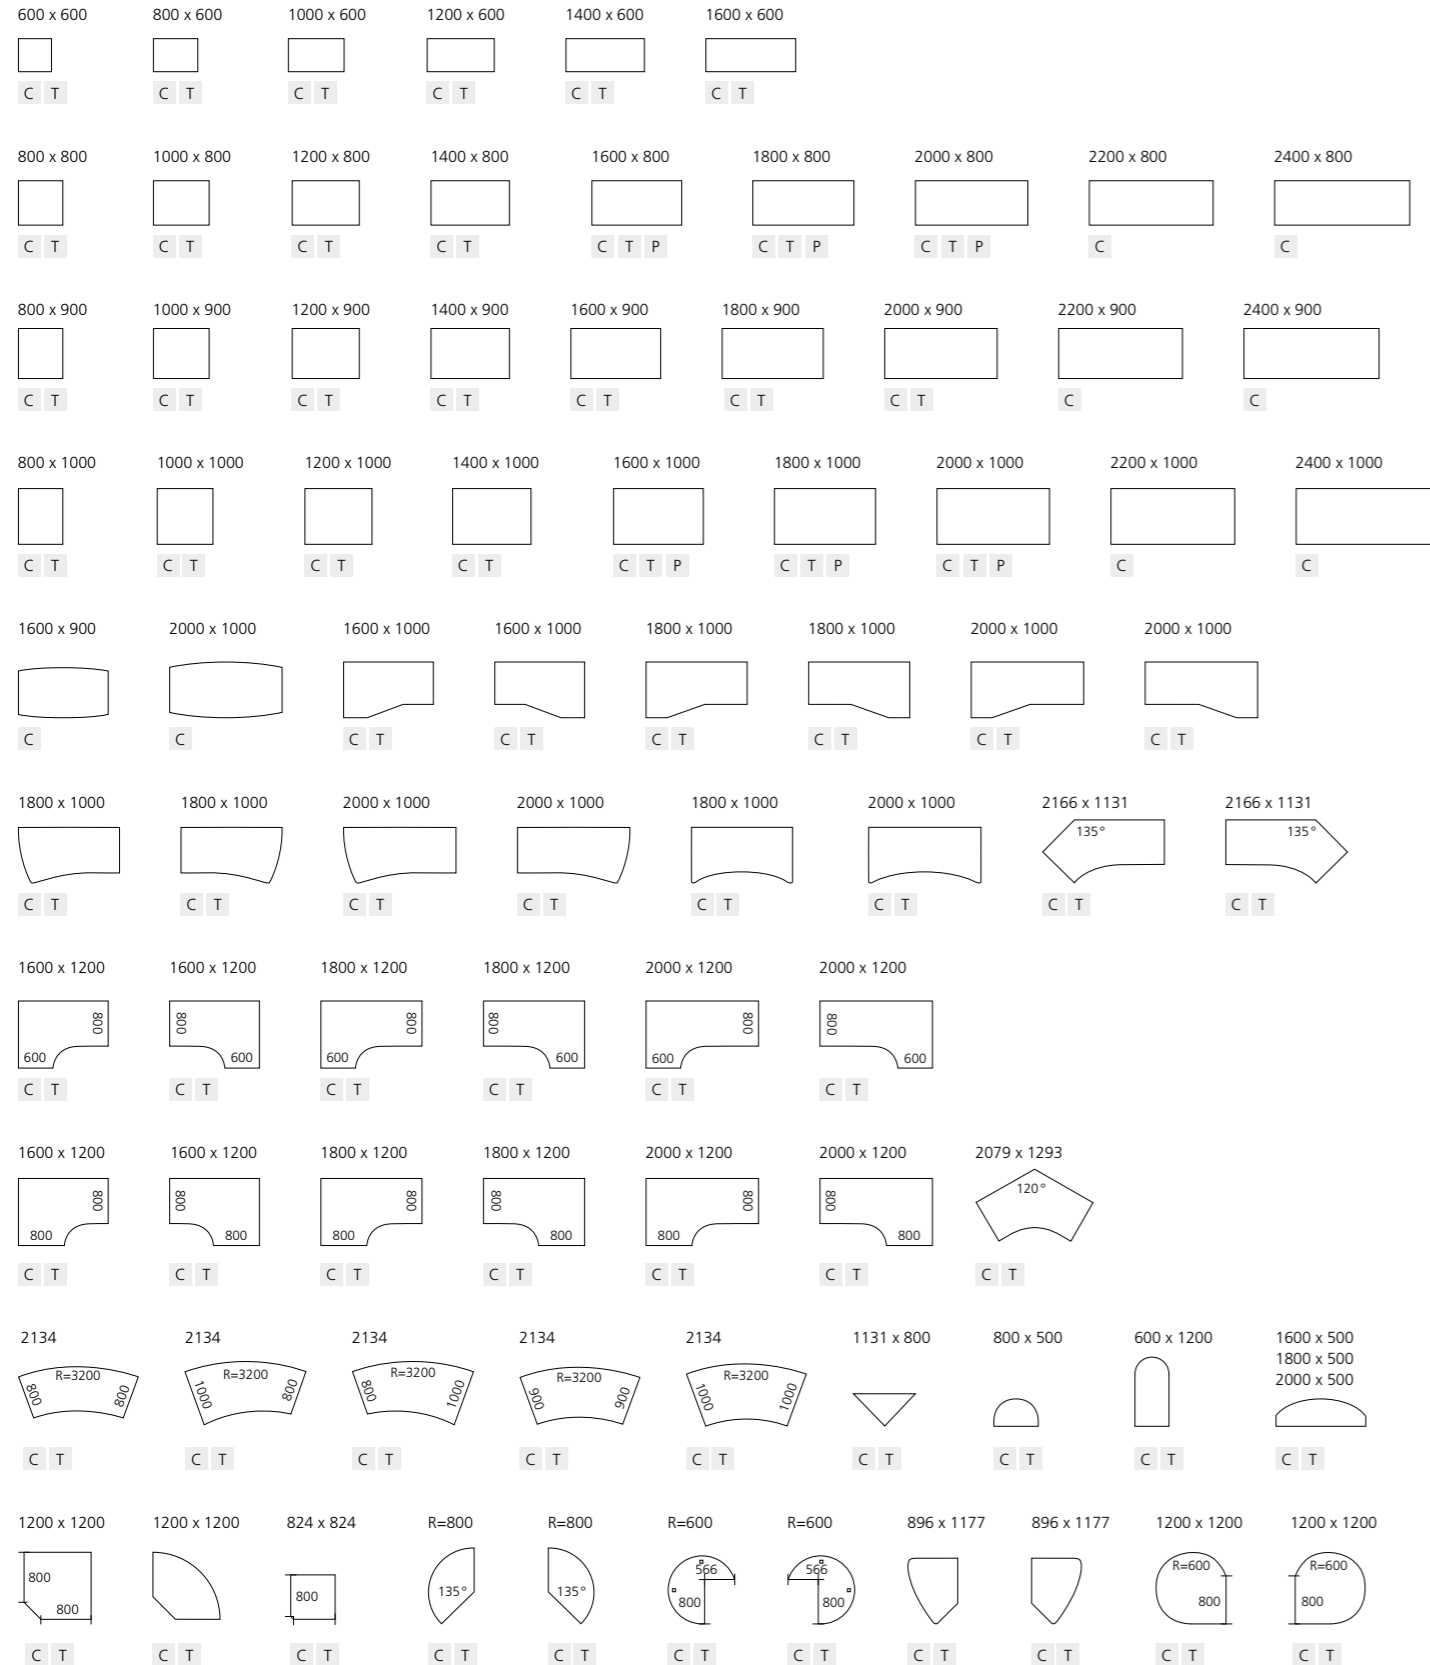 600 x 600 800 x 600 1000 x 600 1200 x 600 1400 x 600 1600 x 600
C T C T C T C T C T C T
800 x 800 1000 x 800 1200 x 800 1400 x 800 1600 x 800 1800 x 800 2000 x 800 2200 x 800 2400 x 800
C T C T C T C T C T P C T P C T P C C
800 x 900 1000 x 900 1200 x 900 1400 x 900 1600 x 900 1800 x 900 2000 x 900 2200 x 900 2400 x 900
C T C T C T C T C T C T C T C C
800 x 1000 1000 x 1000 1200 x 1000 1400 x 1000 1600 x 1000 1800 x 1000 2000 x 1000 2200 x 1000 2400 x 1000
C T C T C T C T C T P C T P C T P C C
1600 x 900 2000 x 1000 1600 x 1000 1600 x 1000 1800 x 1000 1800 x 1000 2000 x 1000 2000 x 1000
C C C T C T C T C T C T C T
1800 x 1000 1800 x 1000 2000 x 1000 2000 x 1000 1800 x 1000 2000 x 1000 2166 x 1131 2166 x 1131
135° 135°
C T C T C T C T C T C T C T C T
1600 x 1200 1600 x 1200 1800 x 1200 1800 x 1200 2000 x 1200 2000 x 1200
800 800 800 800 800 800
600 600 600 600 600 600
C T C T C T C T C T C T
1600 x 1200 1600 x 1200 1800 x 1200 1800 x 1200 2000 x 1200 2000 x 1200 2079 x 1293
800 800 800 800 800 800 120°
800 800 800 800 800 800
C T C T C T C T C T C T C T
2134 2134 2134 2134 2134 1131 x 800 800 x 500 600 x 1200 1600 x 500
1800 x 500
2000 x 500
R=3200 R=3200 R=3200 R=3200 R=3200
800 800 1000 800 800 1000 900 900 1000 1000
C T C T C T C T C T C T C T C T C T
1200 x 1200 1200 x 1200 824 x 824 R=800 R=800 R=600 R=600 896 x 1177 896 x 1177 1200 x 1200 1200 x 1200
566 566 R=600 R=600
800 800 135° 135° 800 800 800 800
800
C T C T C T C T C T C T C T C T C T C T C T